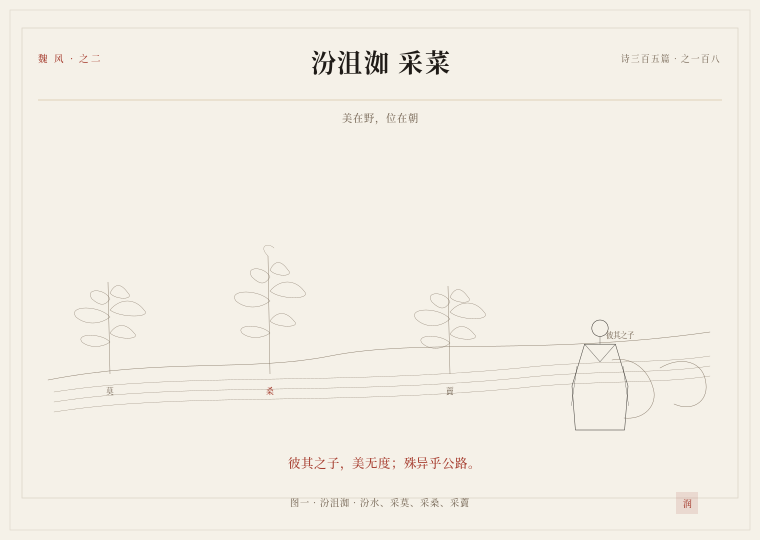 魏 风 · 之二
汾沮洳 采菜
诗三百五篇 · 之一百八
美在野，位在朝
彼其之子
莫
桑
藚
彼其之子，美无度；殊异乎公路。
图一 · 汾沮洳 · 汾水、采莫、采桑、采藚
洞